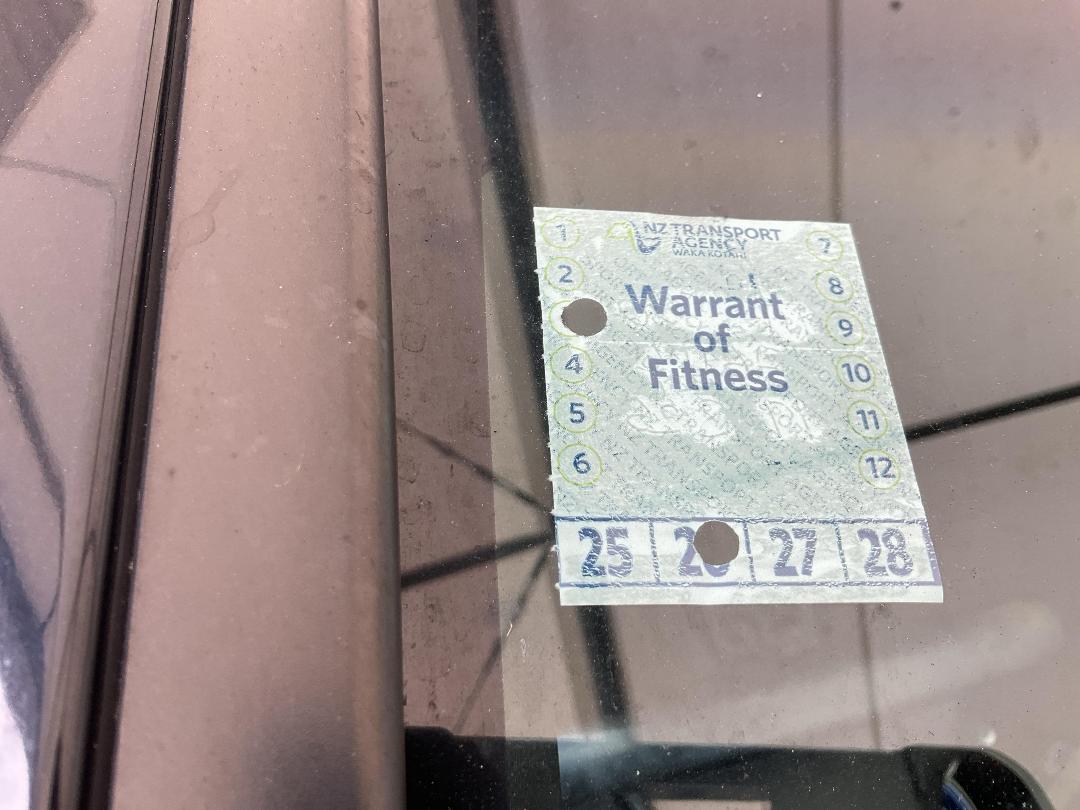 NZ TRANSPORT
AGENCY
WAKA KOTAHI
Warrant
of
Fitness
1
2
4
5
6
7
8
9
10
11
12
25 26 27 28